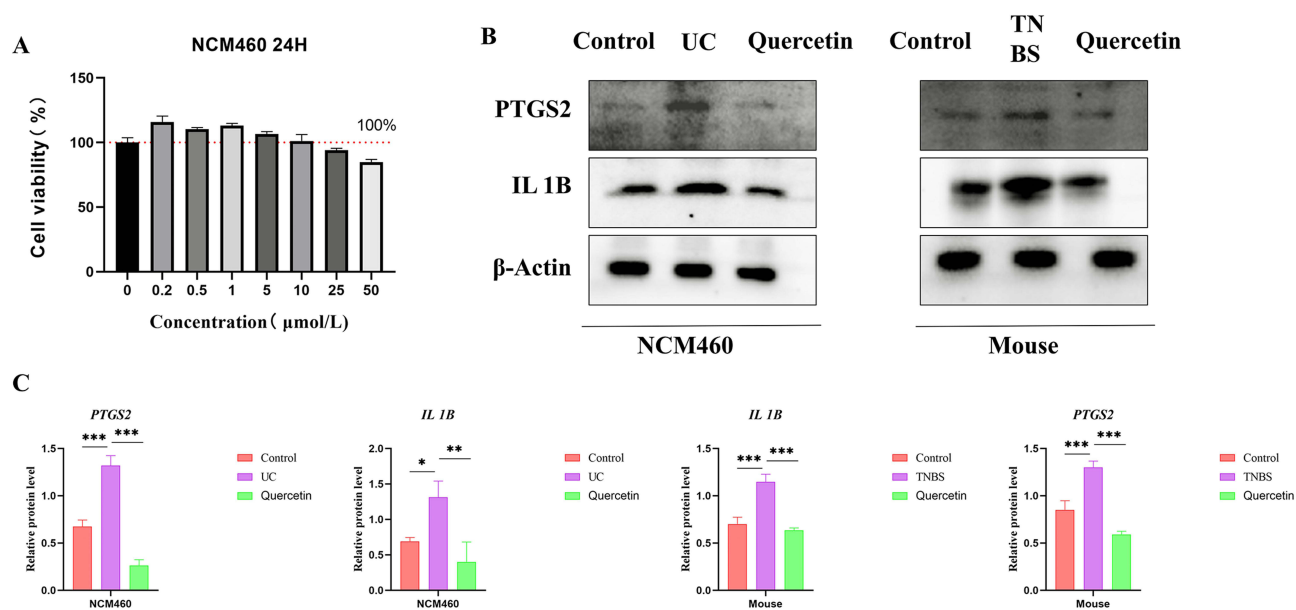 A
NCM460 24H
Cell viability ( %)
150
100
50
0
100%
0 0.2 0.5 1 5 10 25 50
Concentration( μmol/L)
B
Control UC Quercetin
Control TN BS Quercetin
PTGS2
IL 1B
β-Actin
NCM460
Mouse
C
PTGS2
Relative protein level
1.5
1.0
0.5
0.0
*** ***
NCM460
Control
UC
Quercetin
IL 1B
Relative protein level
2.0
1.5
1.0
0.5
0.0
* **
NCM460
Control
UC
Quercetin
IL 1B
Relative protein level
1.5
1.0
0.5
0.0
*** ***
Mouse
Control
TNBS
Quercetin
PTGS2
Relative protein level
1.5
1.0
0.5
0.0
*** ***
Mouse
Control
TNBS
Quercetin